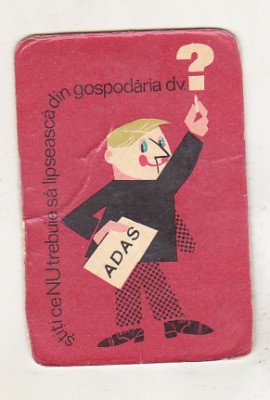 știți ce NU trebuie să lipsească din gospodăria dv.?
ADAS